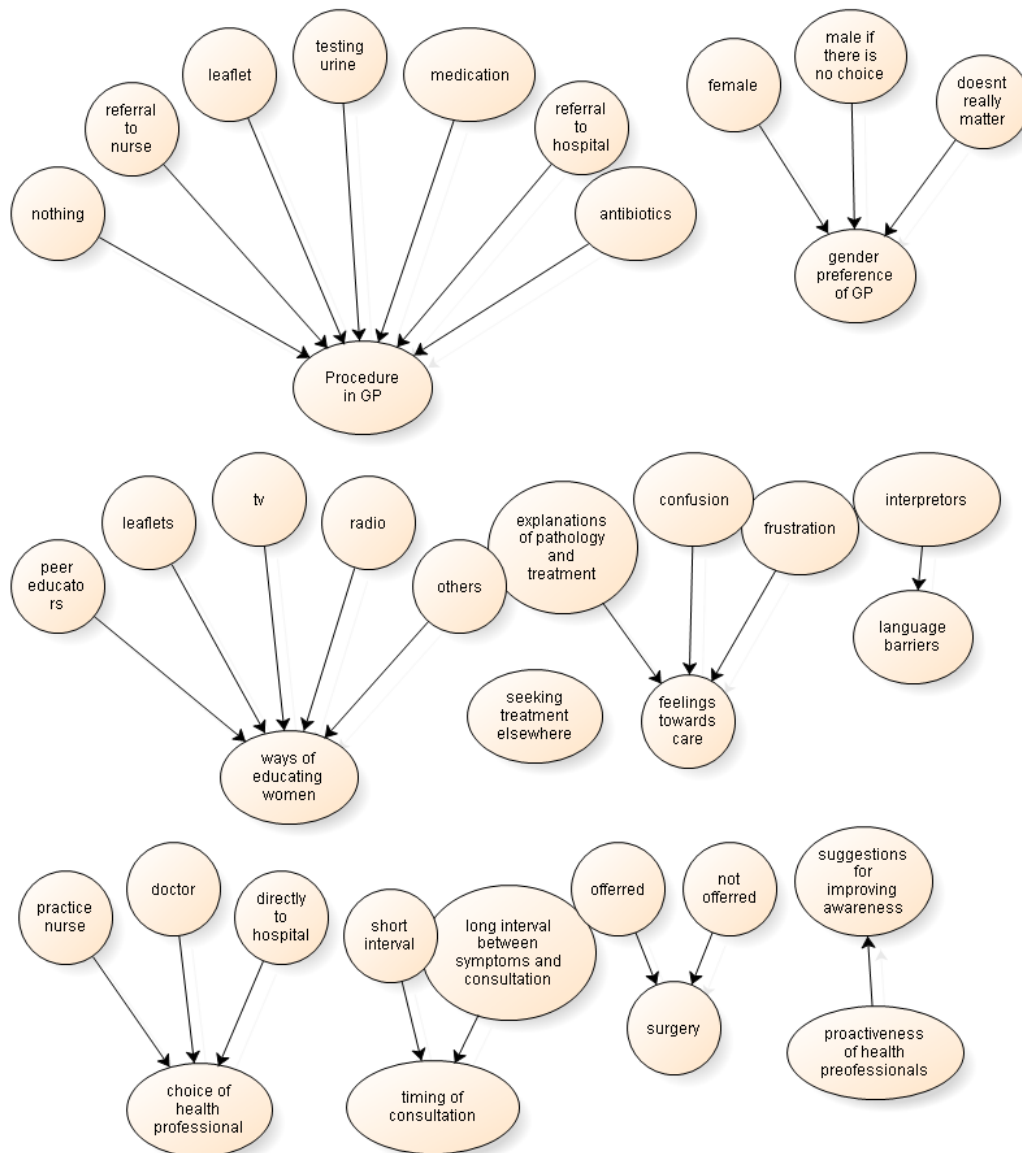 nothing
referral
to
nurse
leaflet
testing
urine
medication
referral
to
hospital
antibiotics
Procedure
in GP
female
male if
there is
no choice
doesnt
really
matter
gender
preference
of GP
peer
educato
rs
leaflets
tv
radio
others
ways of
educating
women
explanations
of pathology
and
treatment
confusion
frustration
seeking
treatment
elsewhere
feelings
towards
care
interpretors
language
barriers
practice
nurse
doctor
directly
to
hospital
choice of
health
professional
short
interval
long interval
between
symptoms and
consultation
timing of
consultation
offerred
not
offerred
surgery
suggestions
for
improving
awareness
proactiveness
of health
preofessionals